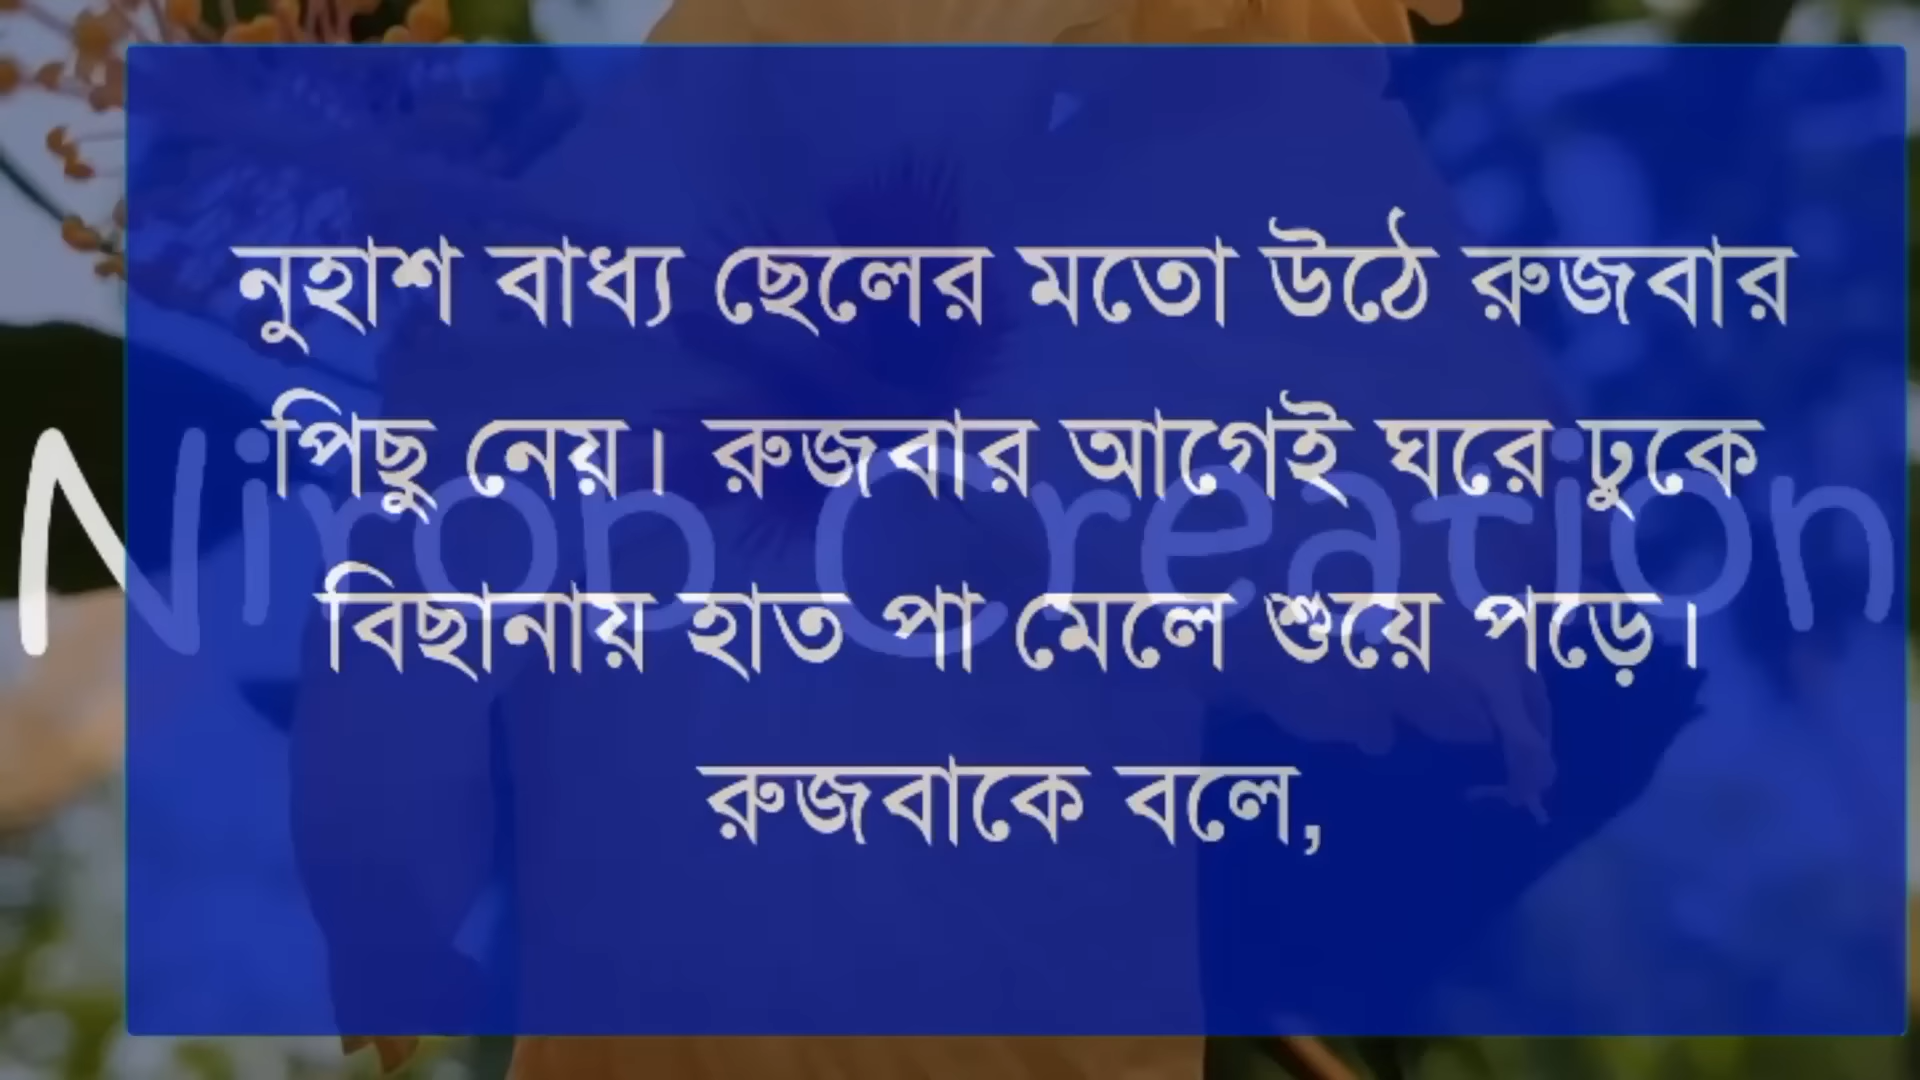 নুহাশ বাধ্য ছেলের মতো উঠে রুজবার
পিছু নেয়। রুজবার আগেই ঘরে ঢুকে
Nirob Creation
বিছানায় হাত পা মেলে শুয়ে পড়ে।
রুজবাকে বলে,